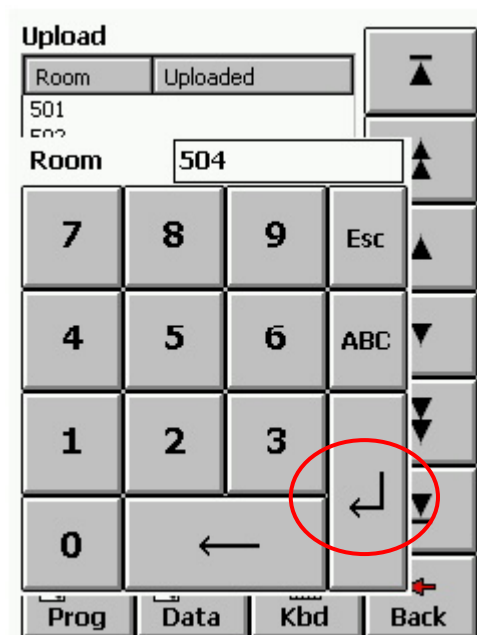 Upload
Room Uploaded
501
502
Room 504
7 8 9 Esc
4 5 6 ABC
1 2 3
0
Prog Data Kbd Back